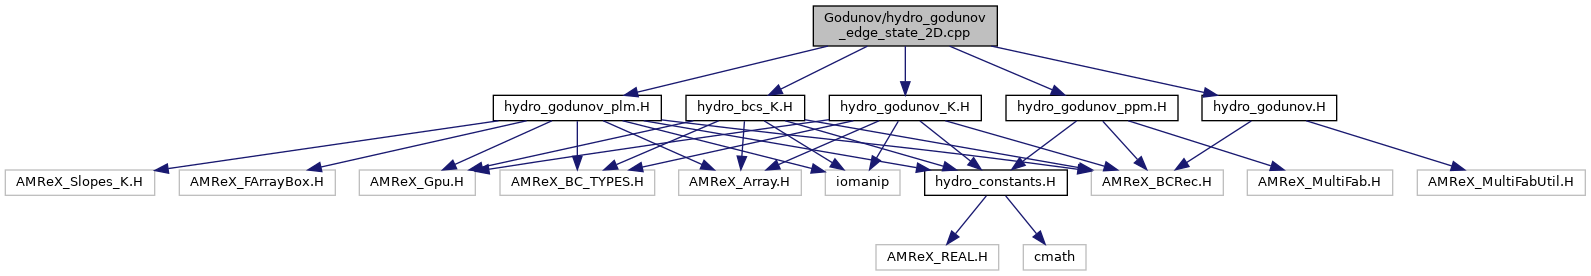 Godunov/hydro_godunov
_edge_state_2D.cpp
hydro_godunov_plm.H
hydro_bcs_K.H
hydro_godunov_K.H
hydro_godunov_ppm.H
hydro_godunov.H
AMReX_Slopes_K.H
AMReX_FArrayBox.H
AMReX_Gpu.H
AMReX_BC_TYPES.H
AMReX_Array.H
iomanip
hydro_constants.H
AMReX_BCRec.H
AMReX_MultiFab.H
AMReX_MultiFabUtil.H
AMReX_REAL.H
cmath